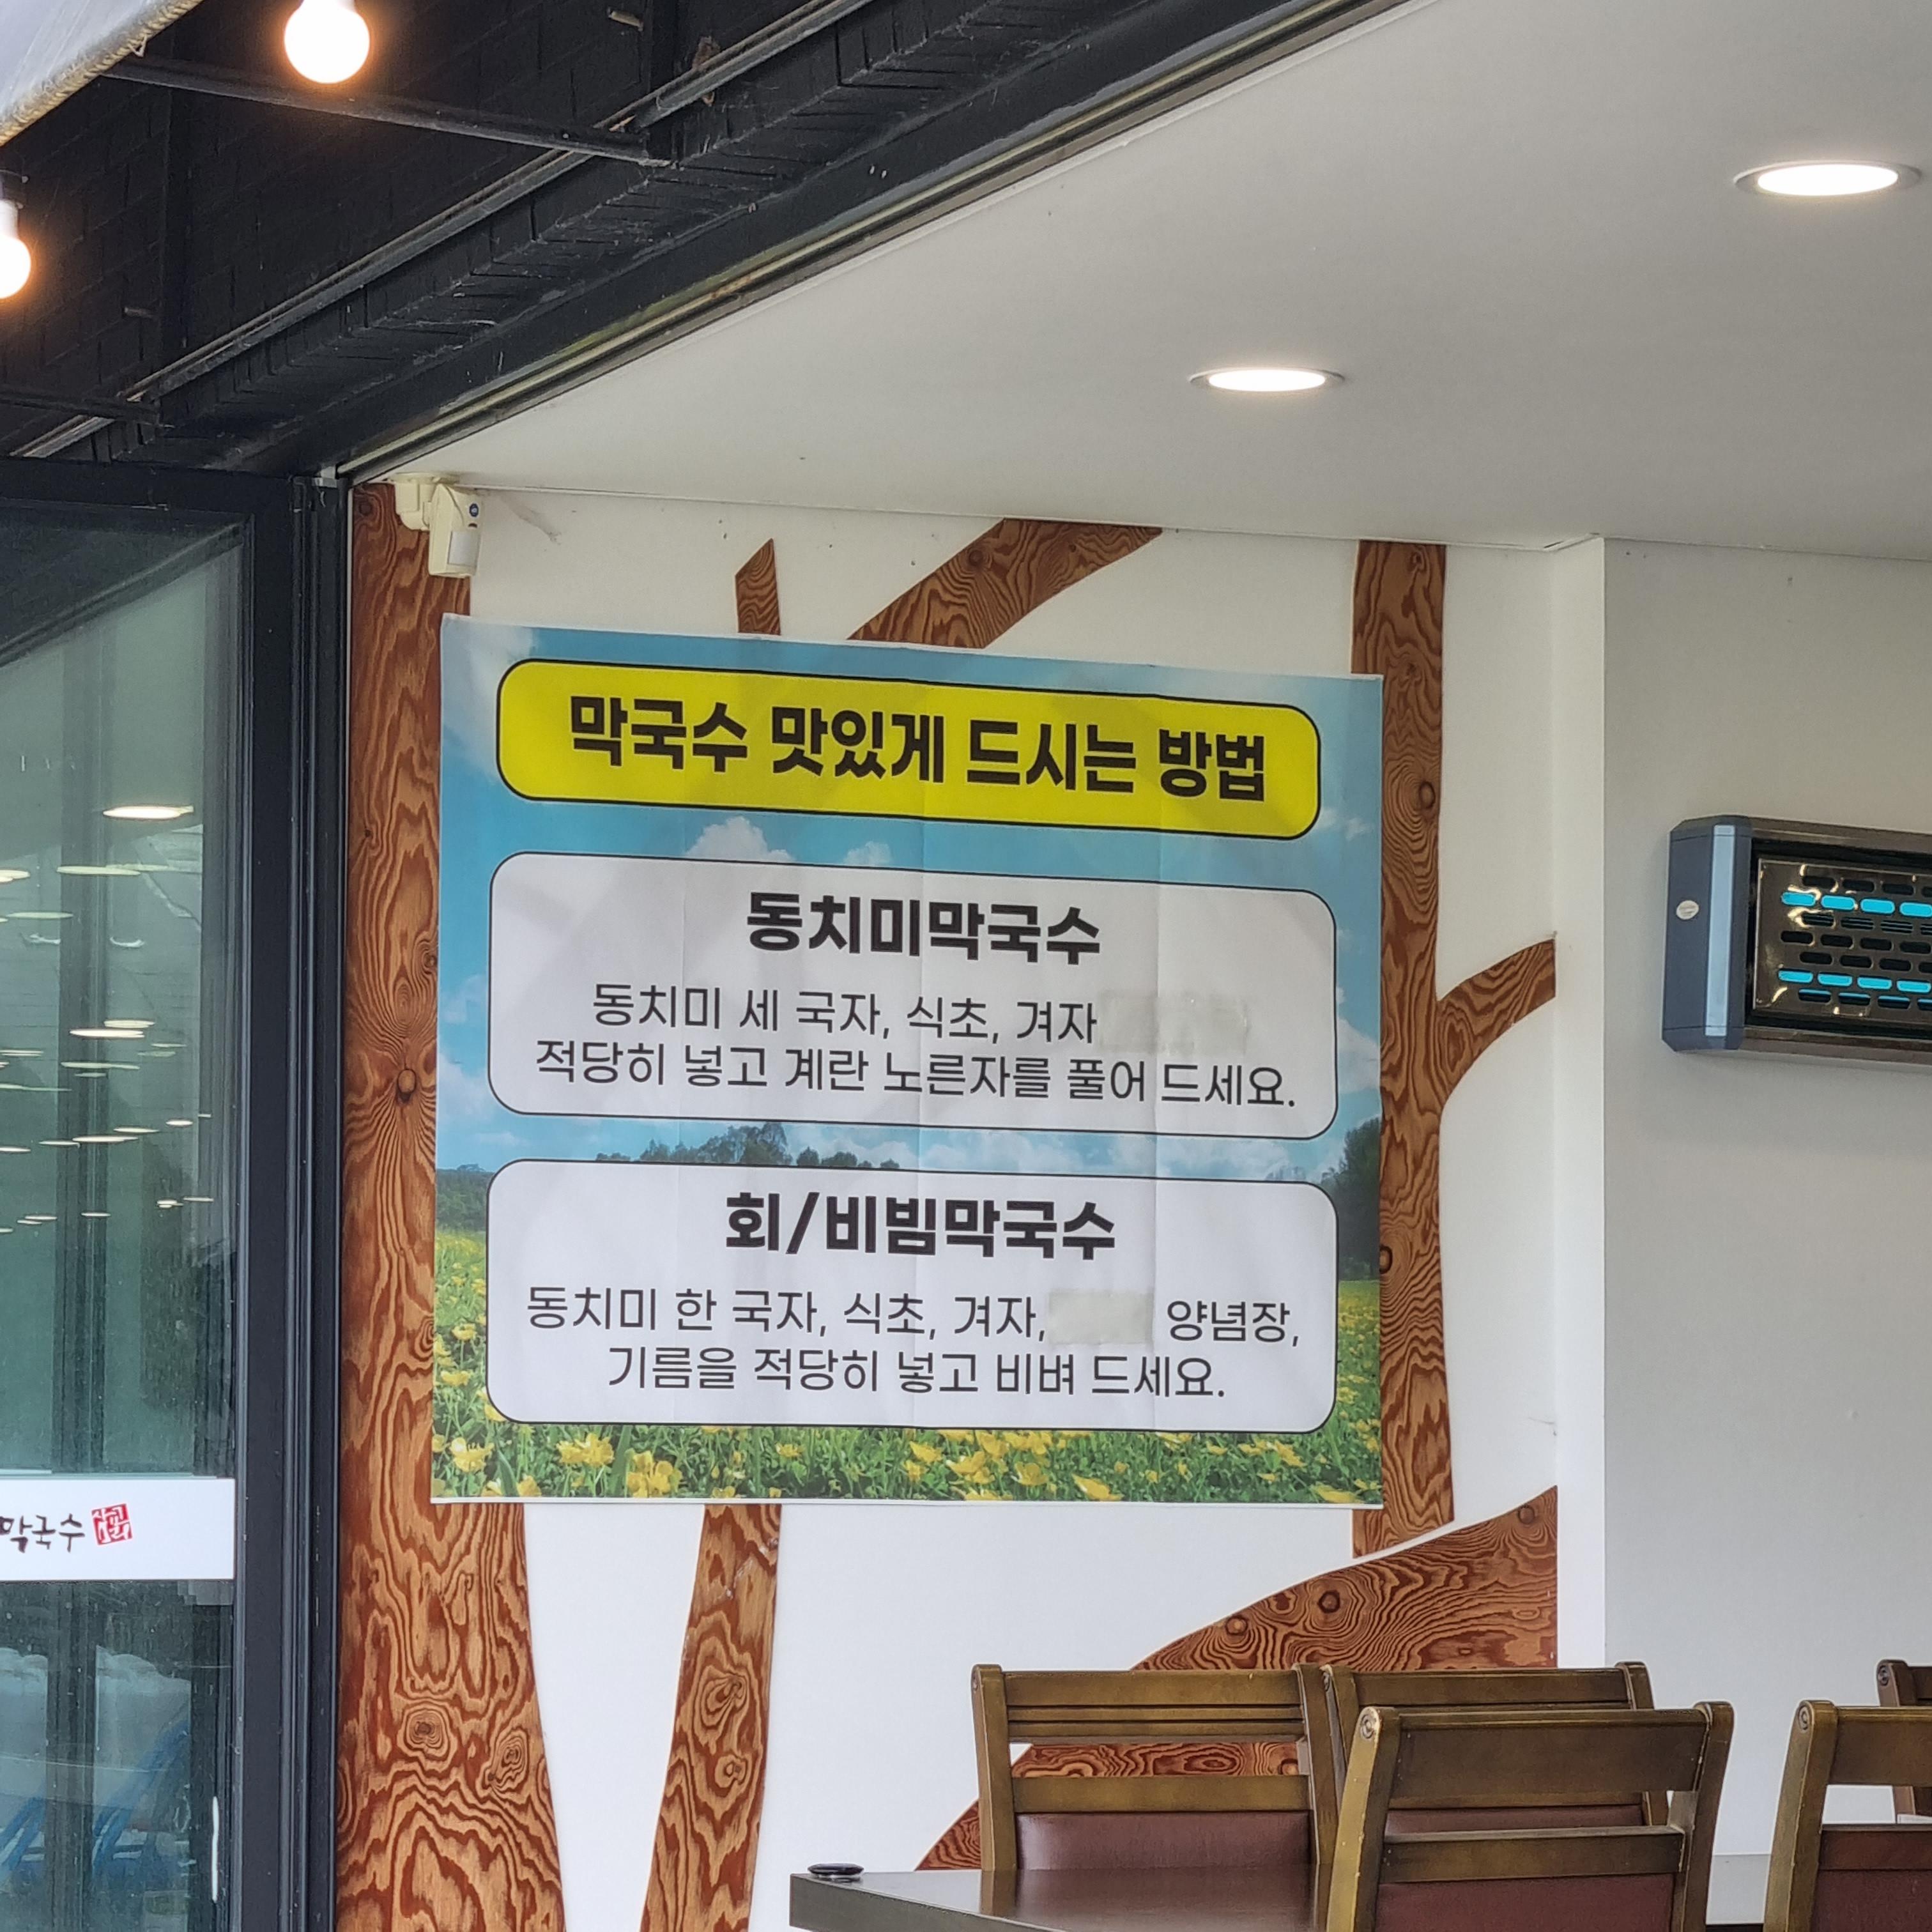 막국수 맛있게 드시는 방법
동치미막국수
동치미 세 국자, 식초, 겨자
적당히 넣고 계란 노른자를 풀어 드세요.
회/비빔막국수
동치미 한 국자, 식초, 겨자, 양념장,
기름을 적당히 넣고 비벼 드세요.
막국수